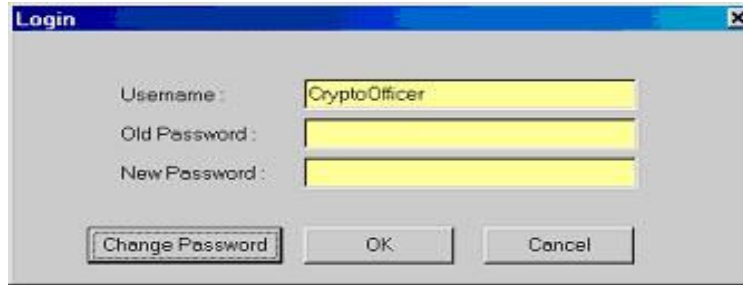 Login
Username : CryptoOfficer
Old Password :
New Password :
Change Password OK Cancel